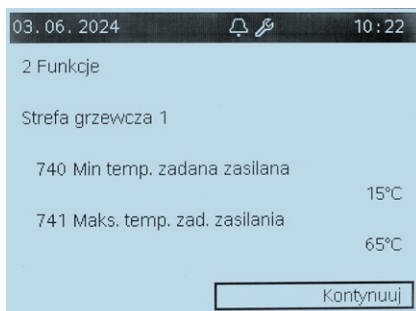 03.06.2024 10:22
2 Funkcje
Strefa grzewcza 1
740 Min temp. zadana zasilana
15°C
741 Maks. temp. zad. zasilania
65°C
Kontynuuj